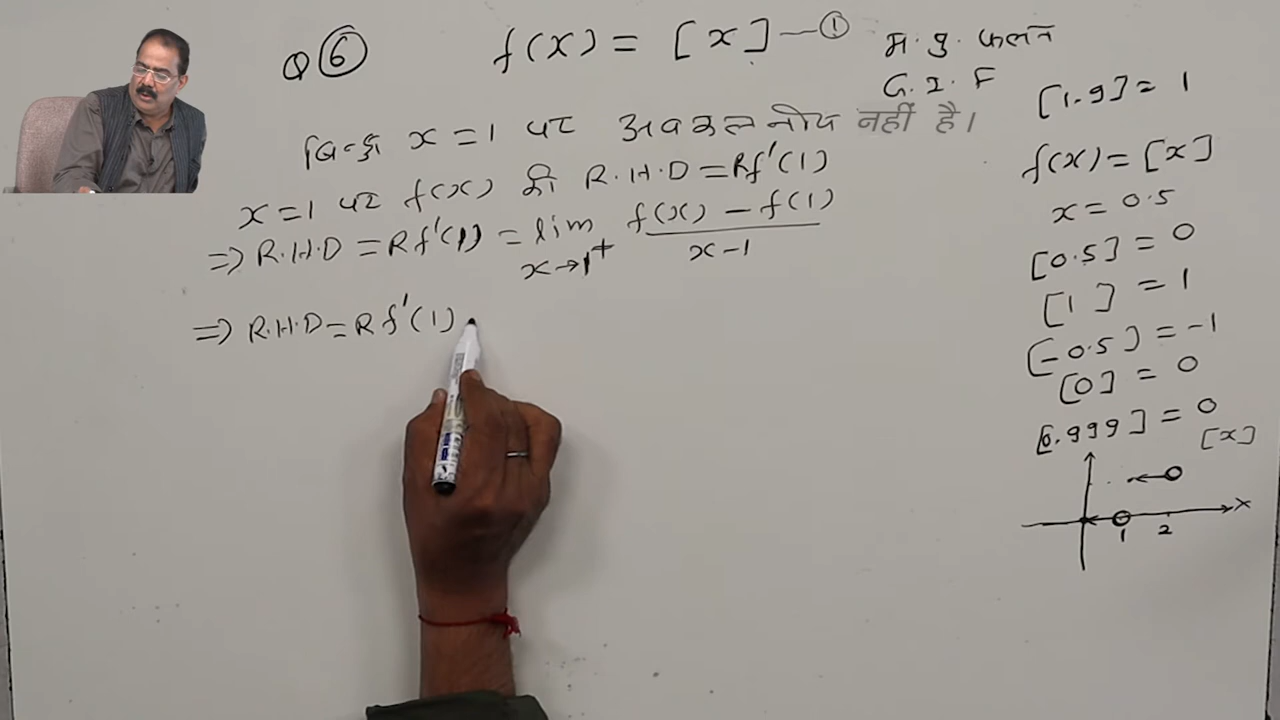 Q ⑥ f(x) = [x] — ①
म. पु. फलन
G. I. F
[1.9] = 1
सिद्ध x = 1 पर अवकलनीय नहीं है।
f(x) = [x]
x = 1 पर f(x) की R.H.D = Rf'(1)
x = 0.5
⇒ R.H.D = Rf'(1) = lim x→1⁺ f(x) − f(1) / x − 1
[0.5] = 0
[1] = 1
⇒ R.H.D = Rf'(1)
[−0.5] = −1
[0] = 0
[0.999] = 0
[x]
x
1 2